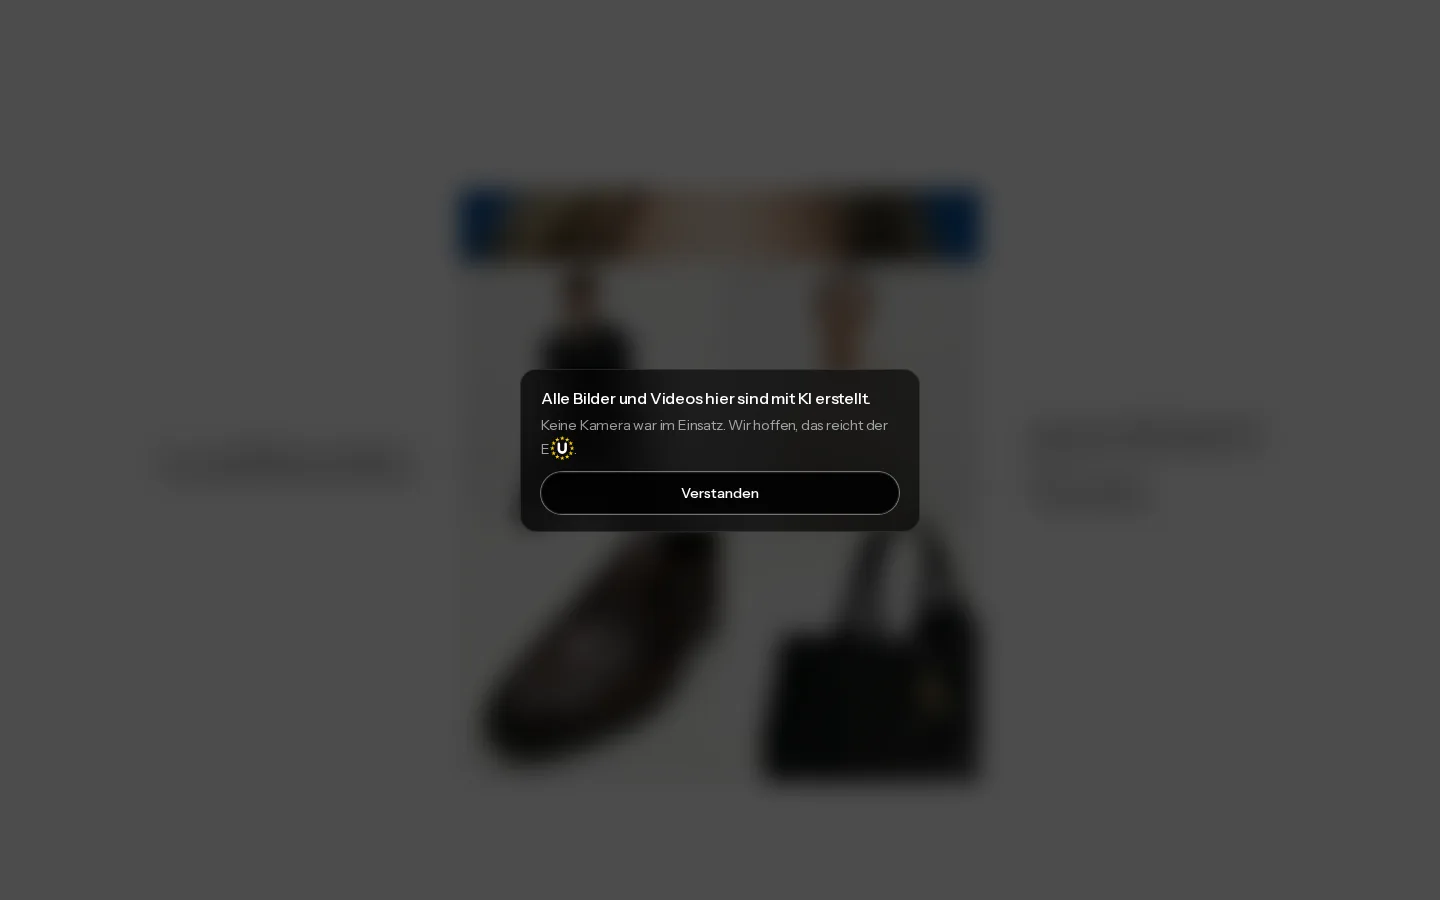 Alle Bilder und Videos hier sind mit KI erstellt.
Keine Kamera war im Einsatz. Wir hoffen, das reicht der
EU.
Verstanden